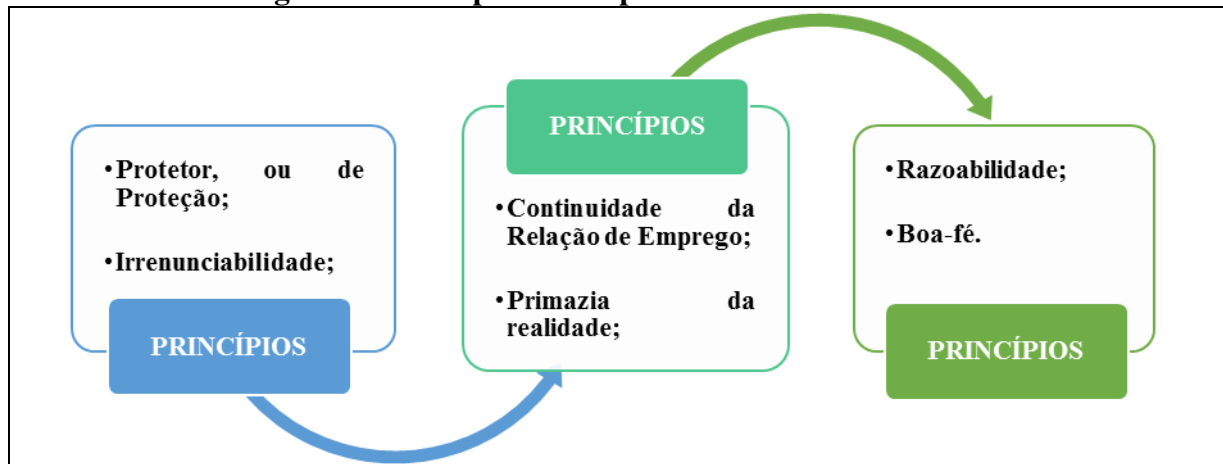 •Protetor, ou de
Proteção;
•Irrenunciabilidade;
PRINCÍPIOS
PRINCÍPIOS
•Continuidade da
Relação de Emprego;
•Primazia da
realidade;
•Razoabilidade;
•Boa-fé.
PRINCÍPIOS